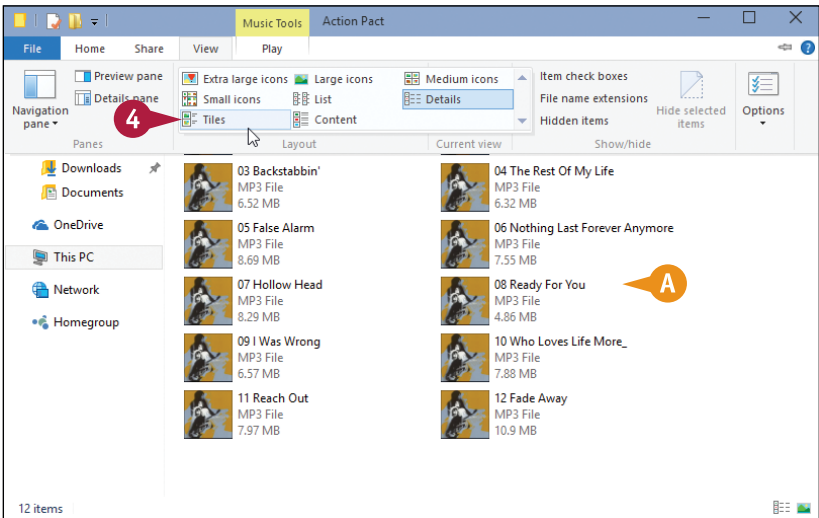 Music Tools Action Pact
File Home Share View Play
Preview pane
Details pane
Navigation
pane
Panes
Extra large icons Large icons Medium icons
Small icons List Details
Tiles Content
Layout
Current view
Item check boxes
File name extensions
Hidden items
Hide selected
items
Show/hide
Options
4
Downloads
Documents
OneDrive
This PC
Network
Homegroup
03 Backstabbin'
MP3 File
6.52 MB
04 The Rest Of My Life
MP3 File
6.32 MB
05 False Alarm
MP3 File
8.69 MB
06 Nothing Last Forever Anymore
MP3 File
7.55 MB
07 Hollow Head
MP3 File
8.29 MB
08 Ready For You
MP3 File
4.86 MB
A
09 I Was Wrong
MP3 File
6.57 MB
10 Who Loves Life More_
MP3 File
7.88 MB
11 Reach Out
MP3 File
7.97 MB
12 Fade Away
MP3 File
10.9 MB
12 items